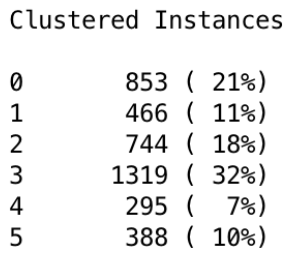 Clustered Instances
0 853 ( 21%)
1 466 ( 11%)
2 744 ( 18%)
3 1319 ( 32%)
4 295 ( 7%)
5 388 ( 10%)